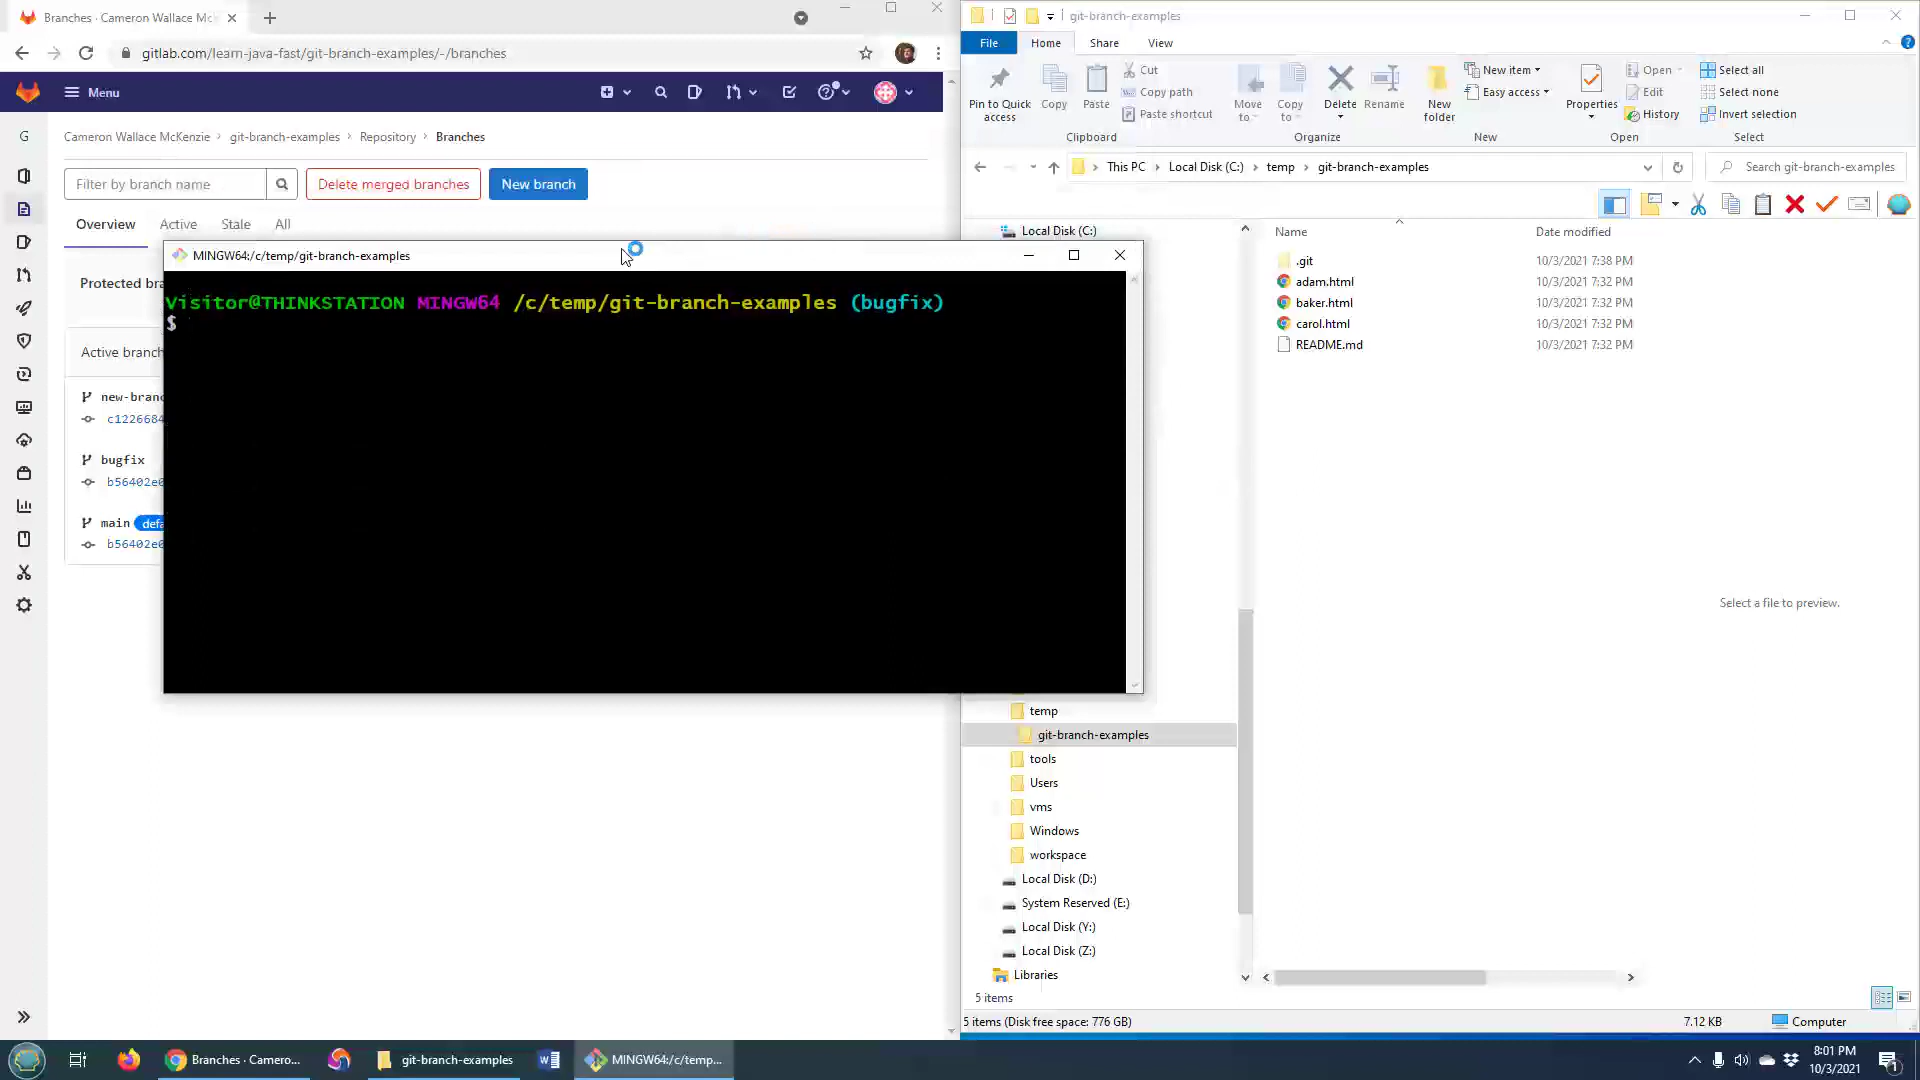 Branches · Cameron Wallace McK
gitlab.com/learn-java-fast/git-branch-examples/-/branches
Menu
G
Cameron Wallace McKenzie › git-branch-examples › Repository › Branches
Filter by branch name
Delete merged branches
New branch
Overview Active Stale All
Protected bra
Active branch
new-branc
c1226684
bugfix
b56402e0
main defa
b56402e0
MINGW64:/c/temp/git-branch-examples
Visitor@THINKSTATION MINGW64 /c/temp/git-branch-examples (bugfix)
$
git-branch-examples
File Home Share View
Pin to Quick access
Copy
Paste
Cut
Copy path
Paste shortcut
Clipboard
Move to
Copy to
Delete
Rename
Organize
New folder
New item
Easy access
New
Properties
Open
Edit
History
Open
Select all
Select none
Invert selection
Select
This PC › Local Disk (C:) › temp › git-branch-examples
Search git-branch-examples
Local Disk (C:)
temp
git-branch-examples
tools
Users
vms
Windows
workspace
Local Disk (D:)
System Reserved (E:)
Local Disk (Y:)
Local Disk (Z:)
Libraries
Name Date modified
.git 10/3/2021 7:38 PM
adam.html 10/3/2021 7:32 PM
baker.html 10/3/2021 7:32 PM
carol.html 10/3/2021 7:32 PM
README.md 10/3/2021 7:32 PM
Select a file to preview.
5 items
5 items (Disk free space: 776 GB) 7.12 KB Computer
Branches · Camero...
git-branch-examples
MINGW64:/c/temp...
8:01 PM
10/3/2021
1